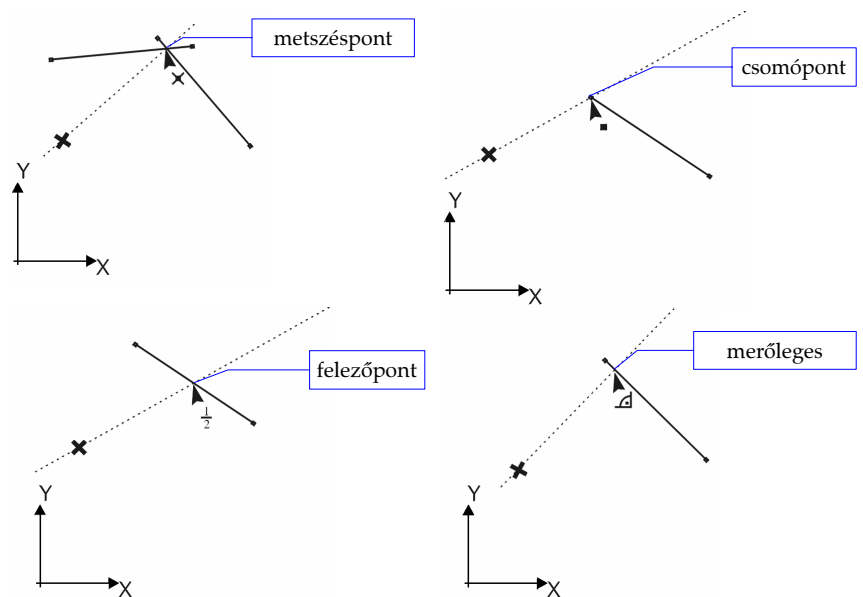 metszéspont
Y
X
csomópont
Y
X
felezőpont
1/2
Y
X
merőleges
Y
X